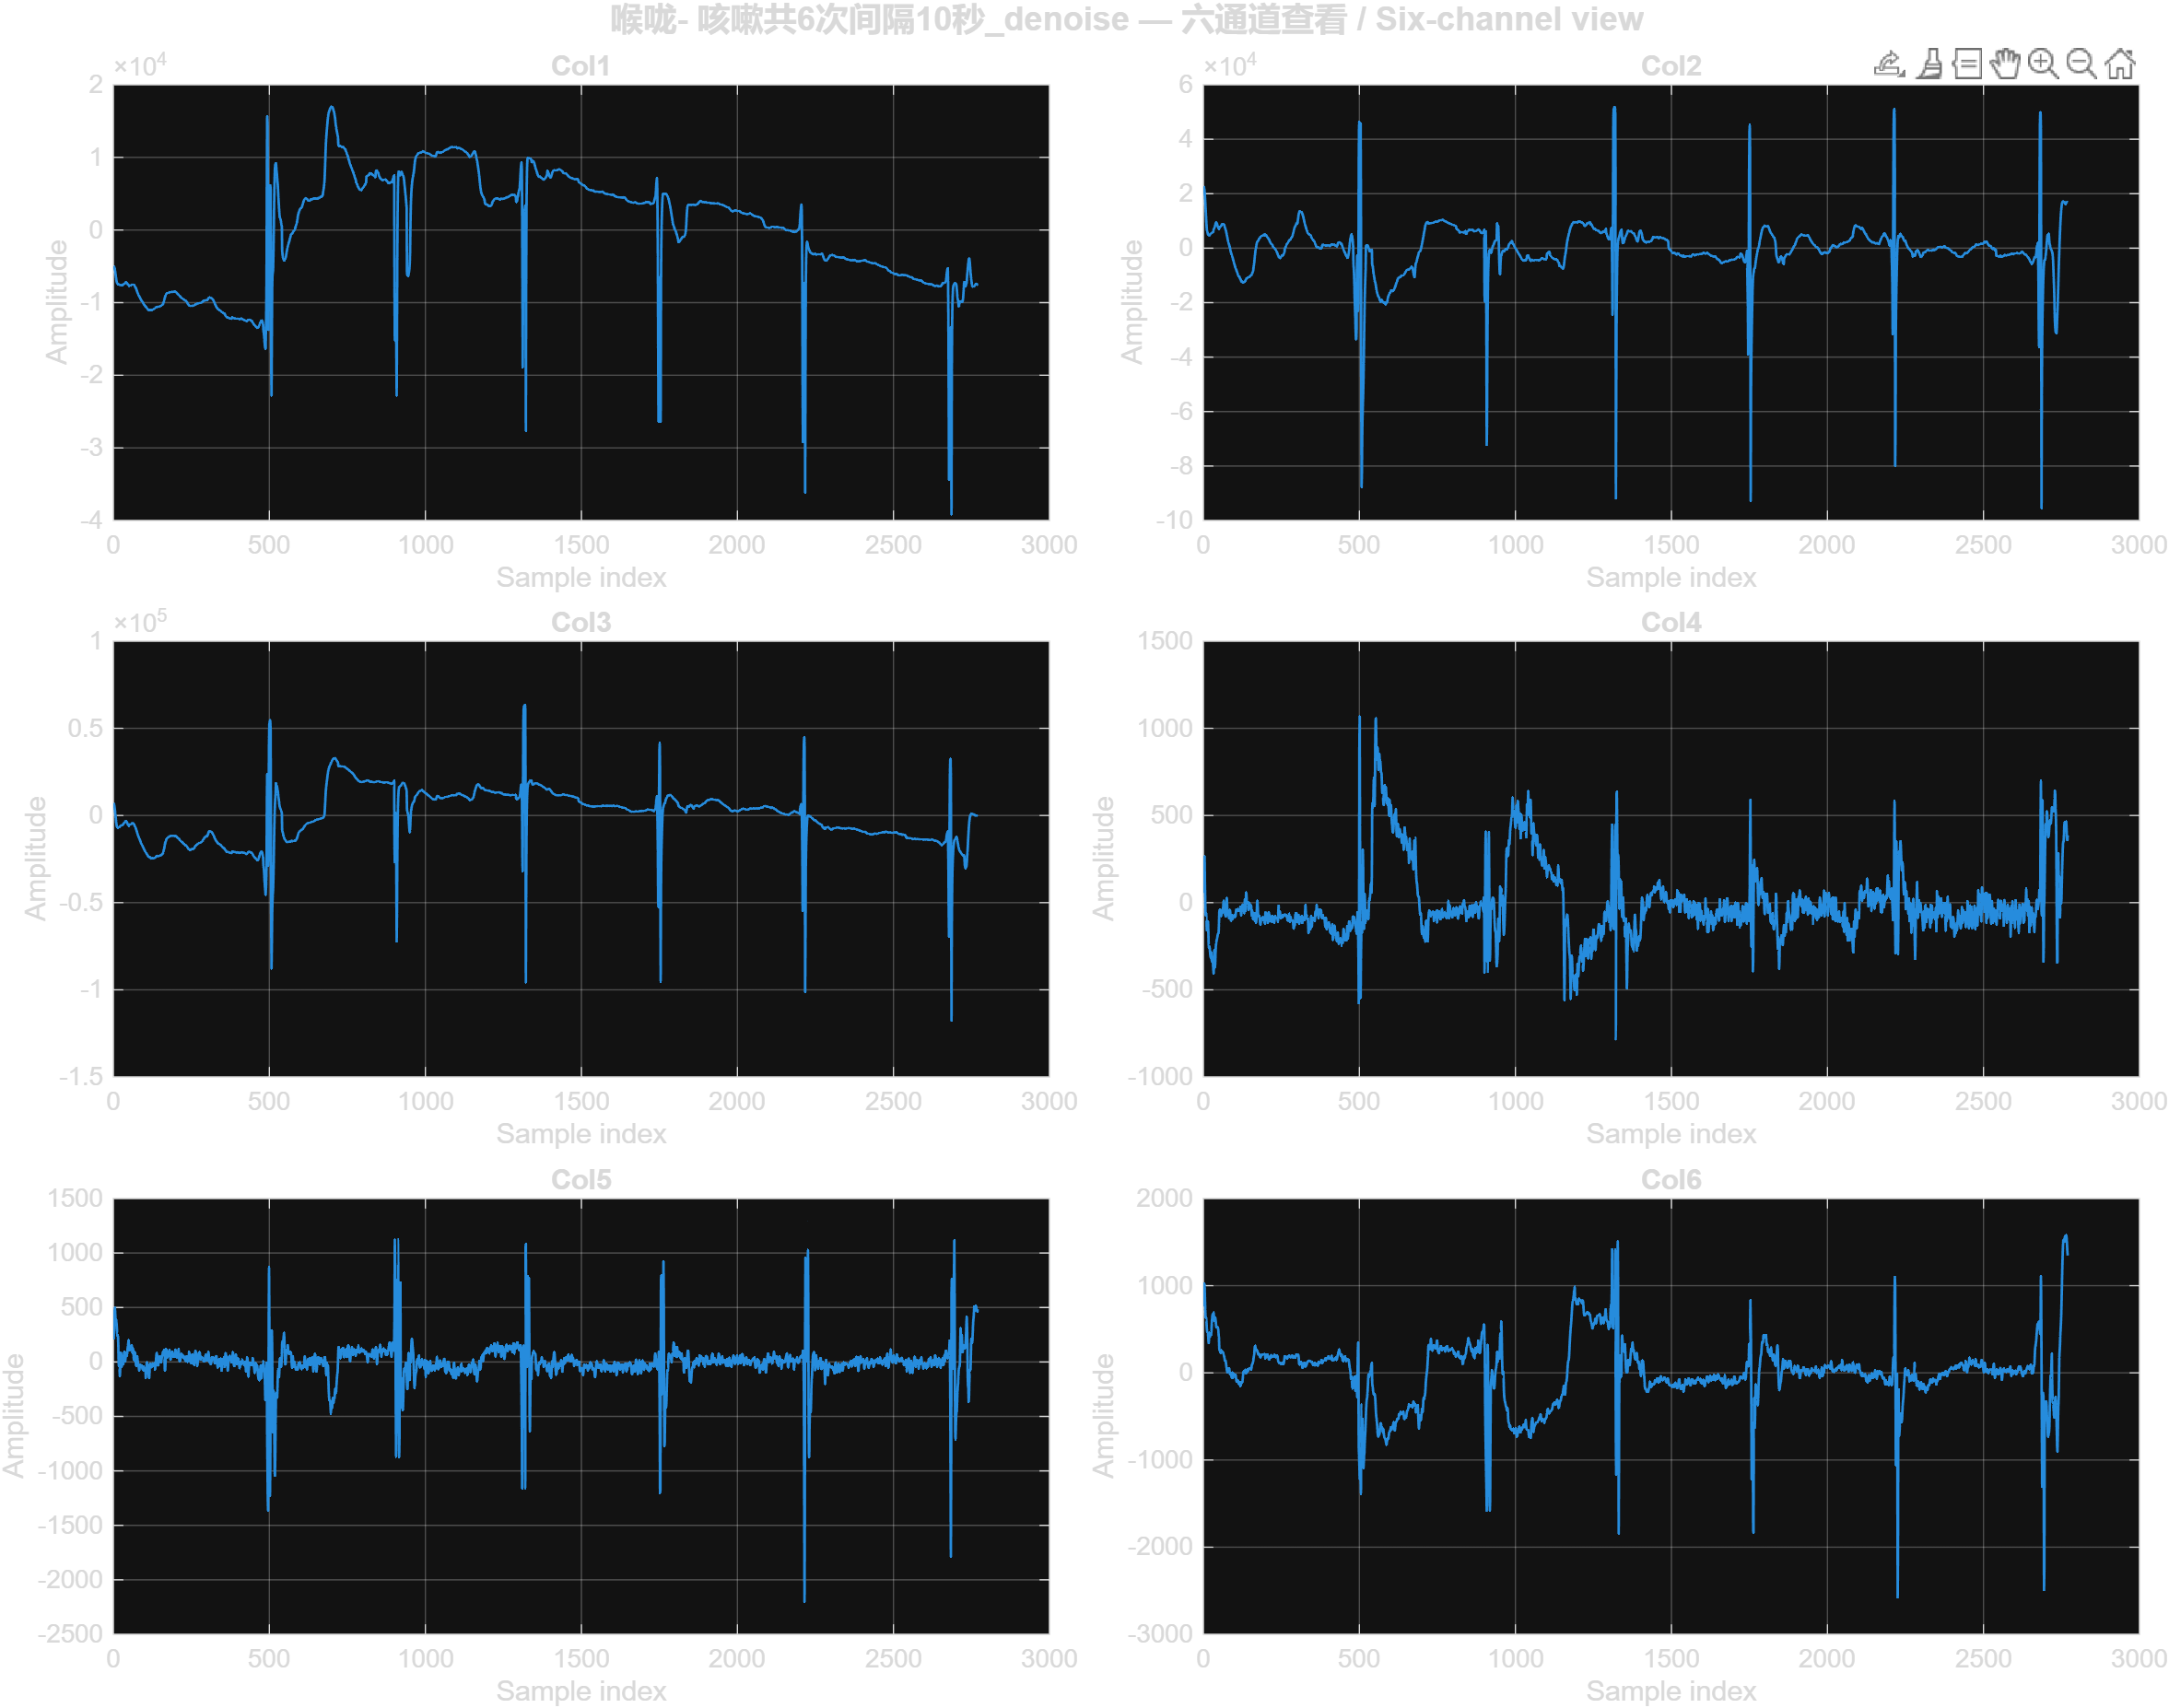 喉咙- 咳嗽共6次间隔10秒_denoise — 六通道查看 / Six-channel view
Col1
×10^4
2
1
0
-1
-2
-3
-4
0 500 1000 1500 2000 2500 3000
Amplitude
Sample index
Col2
×10^4
6
4
2
0
-2
-4
-6
-8
-10
0 500 1000 1500 2000 2500 3000
Amplitude
Sample index
Col3
×10^5
1
0.5
0
-0.5
-1
-1.5
0 500 1000 1500 2000 2500 3000
Amplitude
Sample index
Col4
1500
1000
500
0
-500
-1000
0 500 1000 1500 2000 2500 3000
Amplitude
Sample index
Col5
1500
1000
500
0
-500
-1000
-1500
-2000
-2500
0 500 1000 1500 2000 2500 3000
Amplitude
Sample index
Col6
2000
1000
0
-1000
-2000
-3000
0 500 1000 1500 2000 2500 3000
Amplitude
Sample index